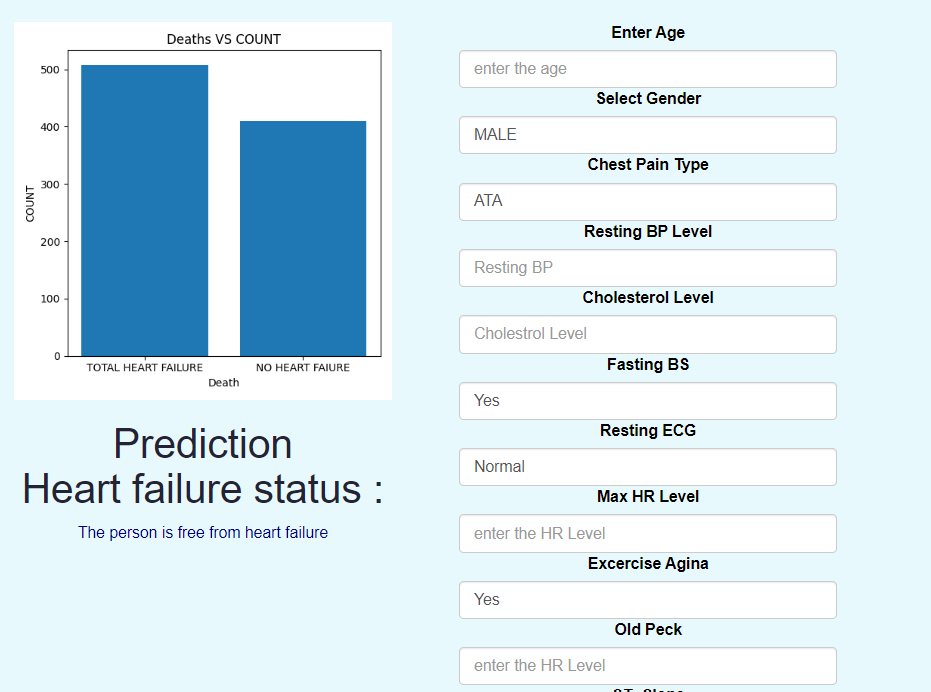 Deaths VS COUNT
500
400
300
200
100
0
COUNT
TOTAL HEART FAILURE NO HEART FAIURE
Death
Prediction
Heart failure status :
The person is free from heart failure
Enter Age
enter the age
Select Gender
MALE
Chest Pain Type
ATA
Resting BP Level
Resting BP
Cholesterol Level
Cholestrol Level
Fasting BS
Yes
Resting ECG
Normal
Max HR Level
enter the HR Level
Excercise Agina
Yes
Old Peck
enter the HR Level